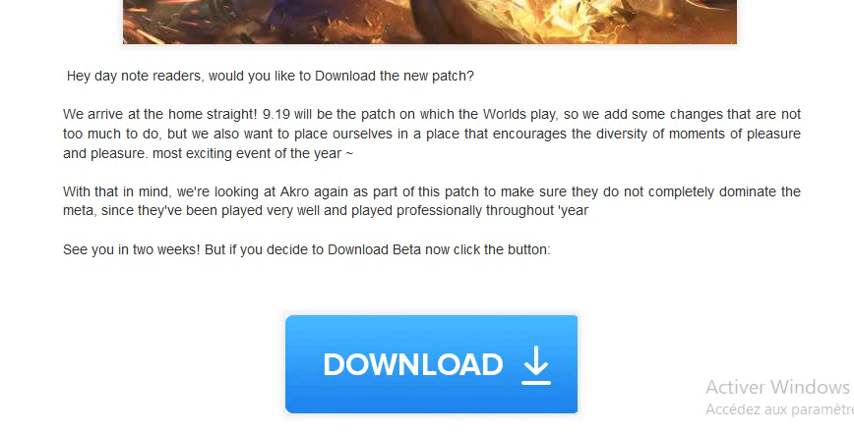 Hey day note readers, would you like to Download the new patch?
We arrive at the home straight! 9.19 will be the patch on which the Worlds play, so we add some changes that are not
too much to do, but we also want to place ourselves in a place that encourages the diversity of moments of pleasure
and pleasure. most exciting event of the year ~
With that in mind, we're looking at Akro again as part of this patch to make sure they do not completely dominate the
meta, since they've been played very well and played professionally throughout 'year
See you in two weeks! But if you decide to Download Beta now click the button:
DOWNLOAD
Activer Windows
Accédez aux paramètre